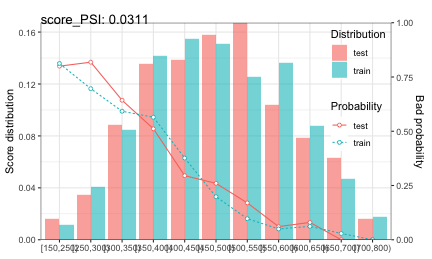 score_PSI: 0.0311
Score distribution
0.16
0.12
0.08
0.04
0.00
1.00
0.75
0.50
0.25
0.00
Bad probability
Distribution
test
train
Probability
test
train
[150,250)[250,300)[300,350)[350,400)[400,450)[450,500)[500,550)[550,600)[600,650)[650,700)[700,800)